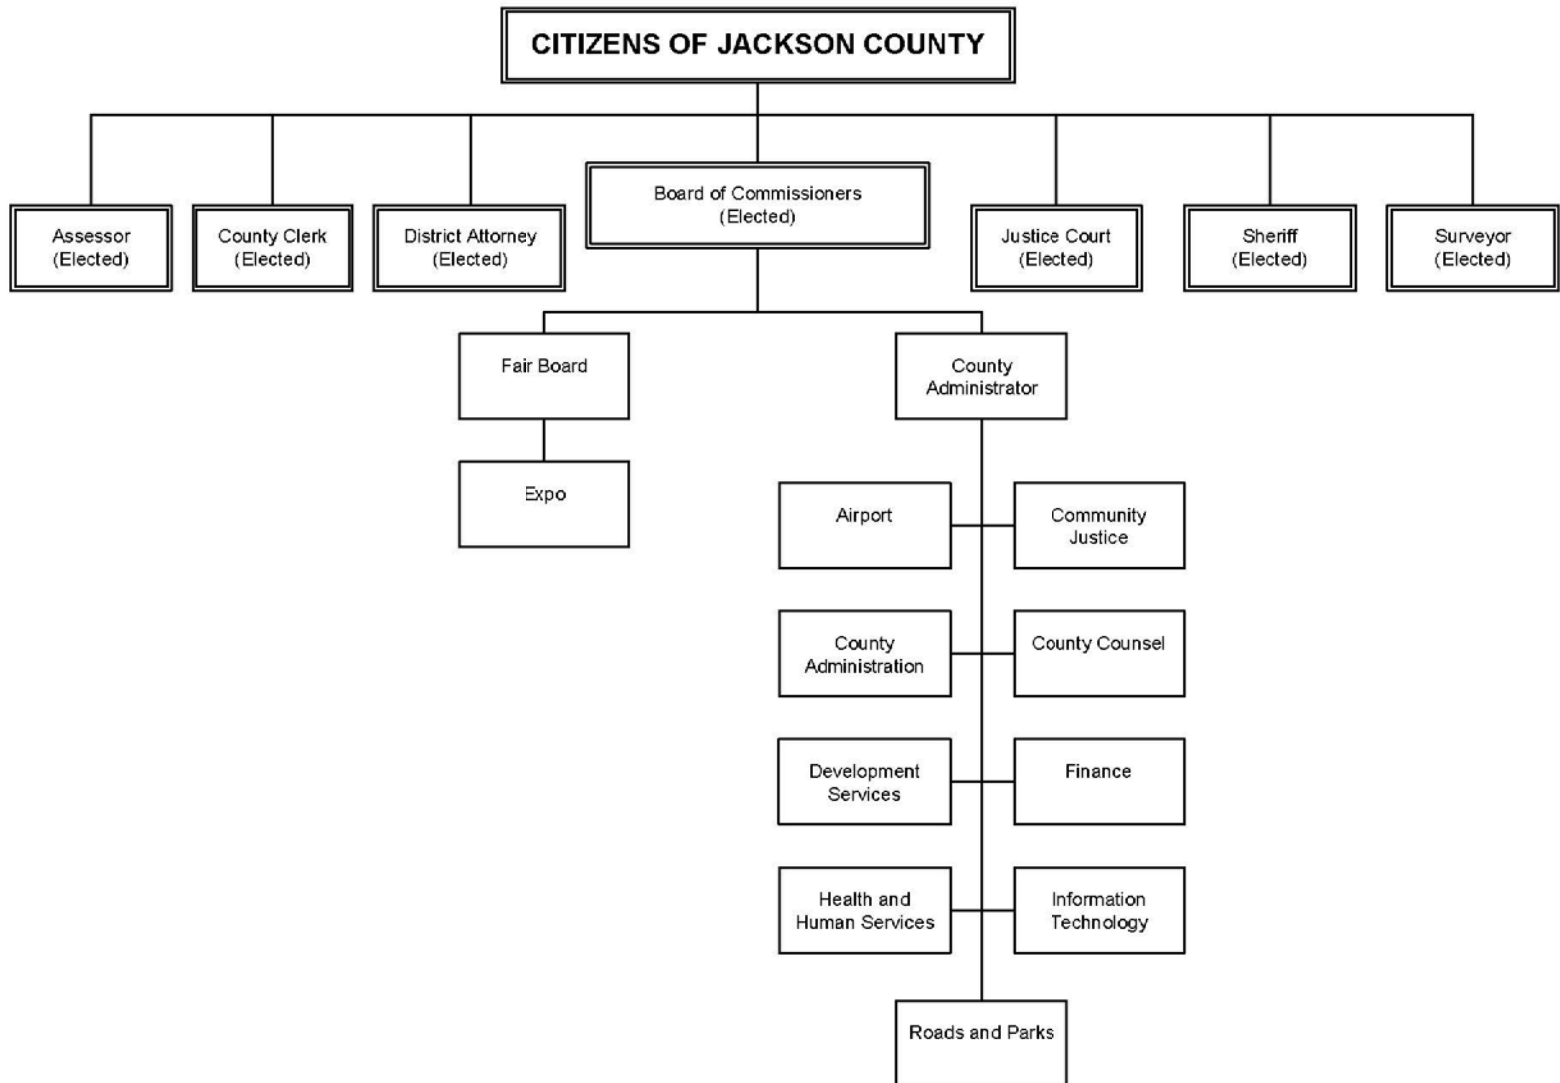 CITIZENS OF JACKSON COUNTY
Board of Commissioners
(Elected)
Assessor
(Elected)
County Clerk
(Elected)
District Attorney
(Elected)
Justice Court
(Elected)
Sheriff
(Elected)
Surveyor
(Elected)
Fair Board
County
Administrator
Expo
Airport
Community
Justice
County
Administration
County Counsel
Development
Services
Finance
Health and
Human Services
Information
Technology
Roads and Parks